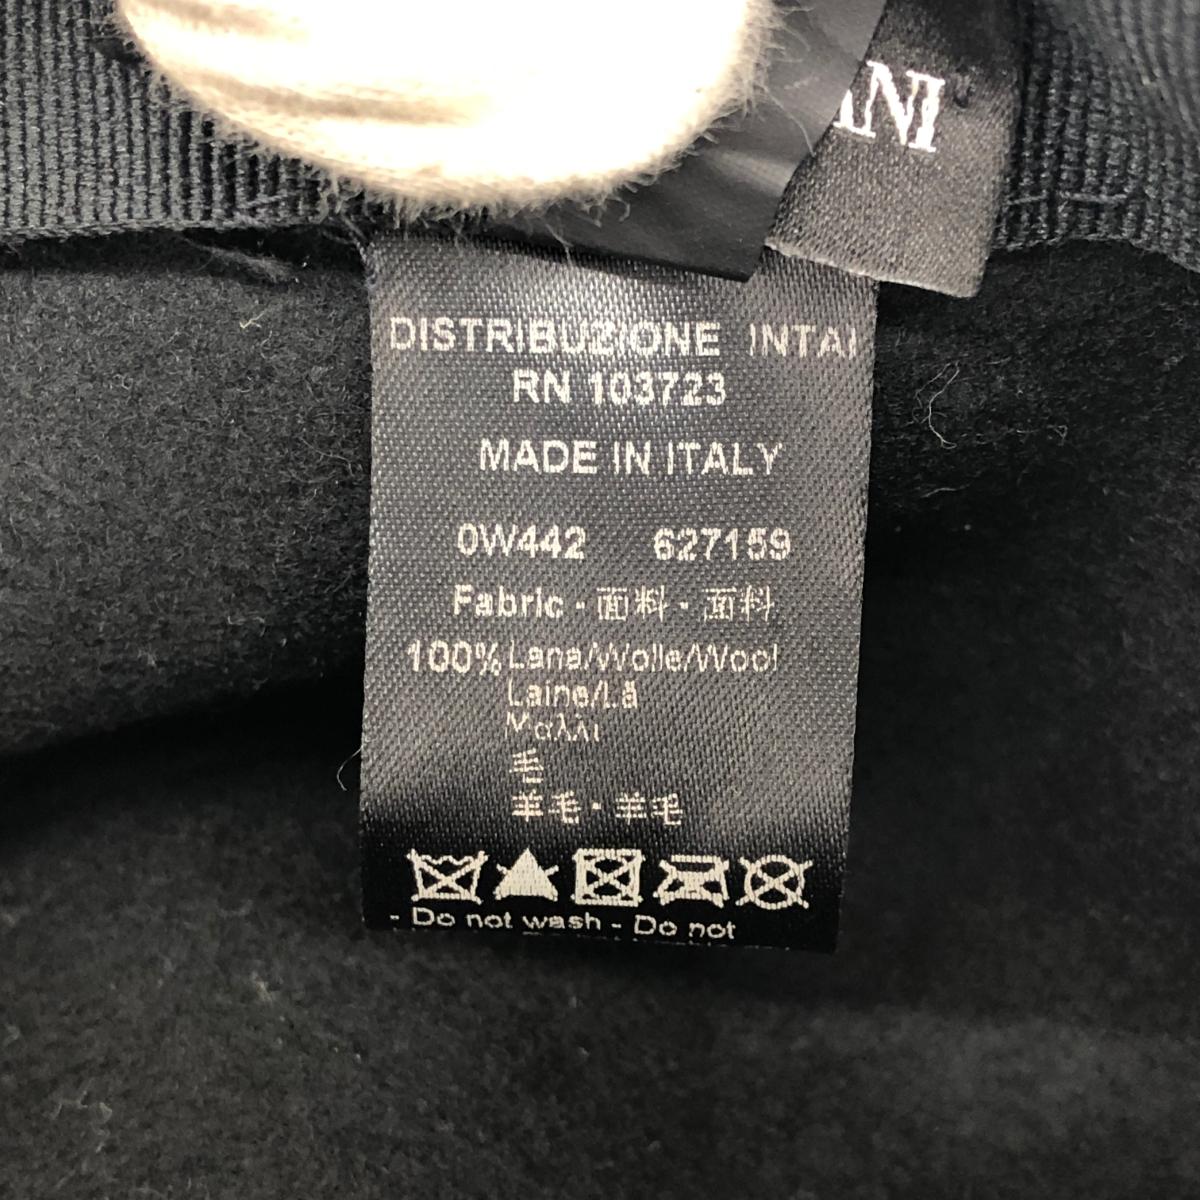 ANI
DISTRIBUZIONE INTAI
RN 103723
MADE IN ITALY
0W442 627159
Fabric - 面料 - 面料
100% Lana/Wolle/Wool
Laine/Lã
Μαλλι
毛
羊毛・羊毛
- Do not wash - Do not